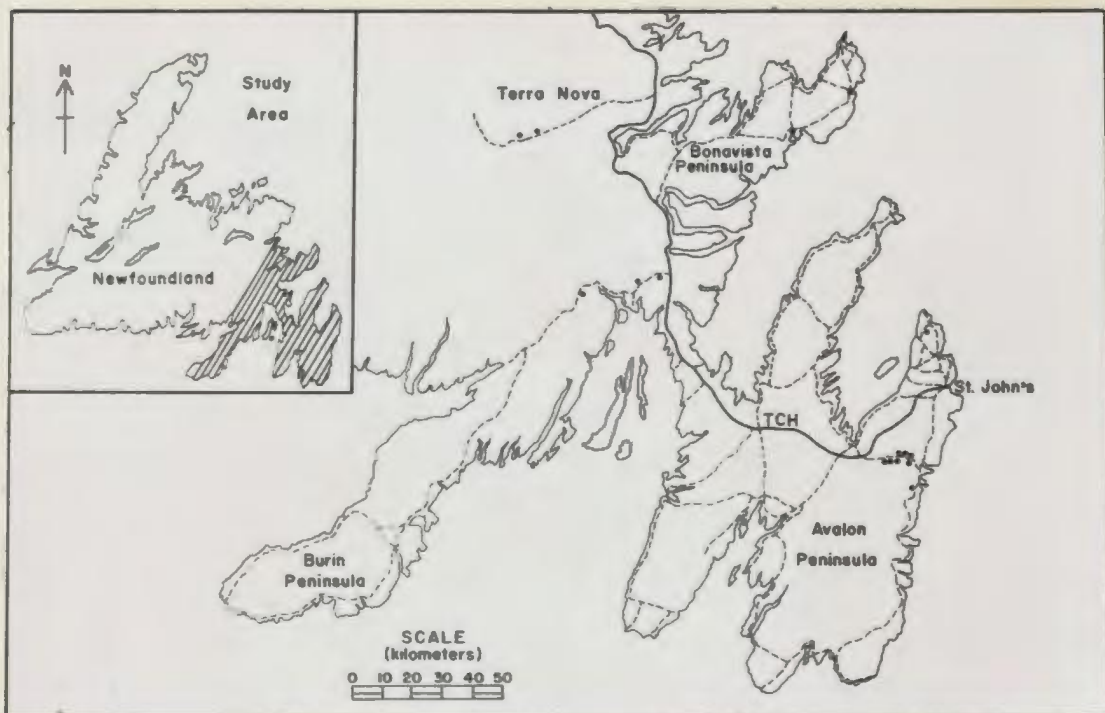 N
Study
Area
Newfoundland
Terra Nova
Bonavista
Peninsula
St. John's
TCH
Avalon
Peninsula
Burin
Peninsula
SCALE
(kilometers)
0 10 20 30 40 50